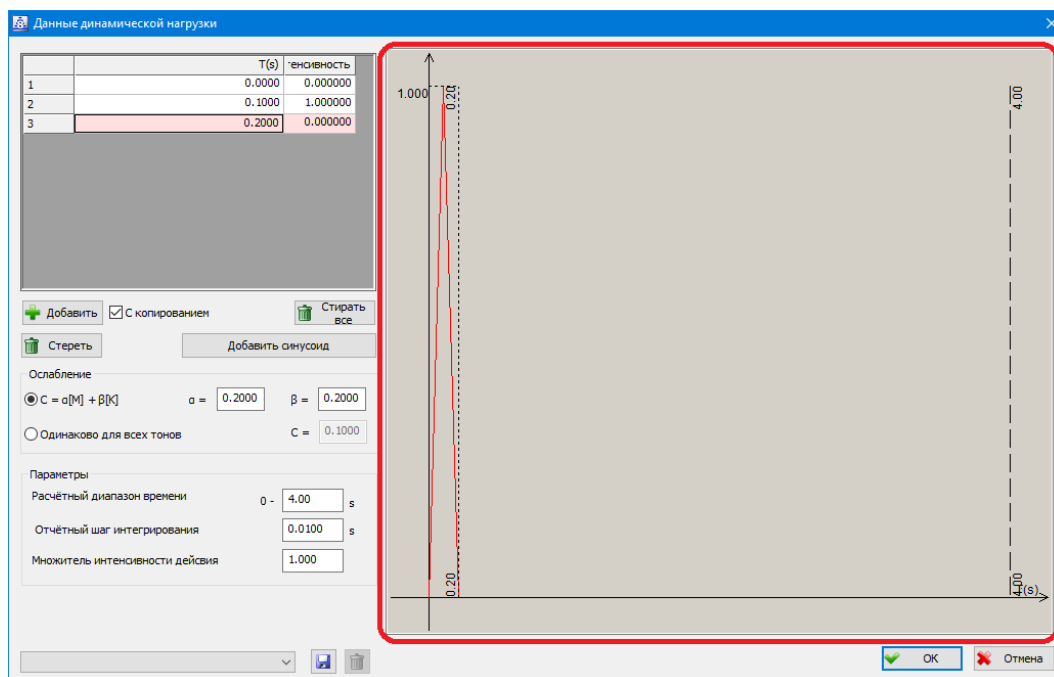 Данные динамической нагрузки
T(s) тенсивность
1 0.0000 0.000000
2 0.1000 1.000000
3 0.2000 0.000000
Добавить С копированием Стирать все
Стереть Добавить синусоид
Ослабление
C = α[M] + β[K] α = 0.2000 β = 0.2000
Одинаково для всех тонов C = 0.1000
Параметры
Расчётный диапазон времени 0 - 4.00 s
Отчётный шаг интегрирования 0.0100 s
Множитель интенсивности дейсвия 1.000
1.000 0.20 4.00
0.20 4.00 T(s)
OK Отмена